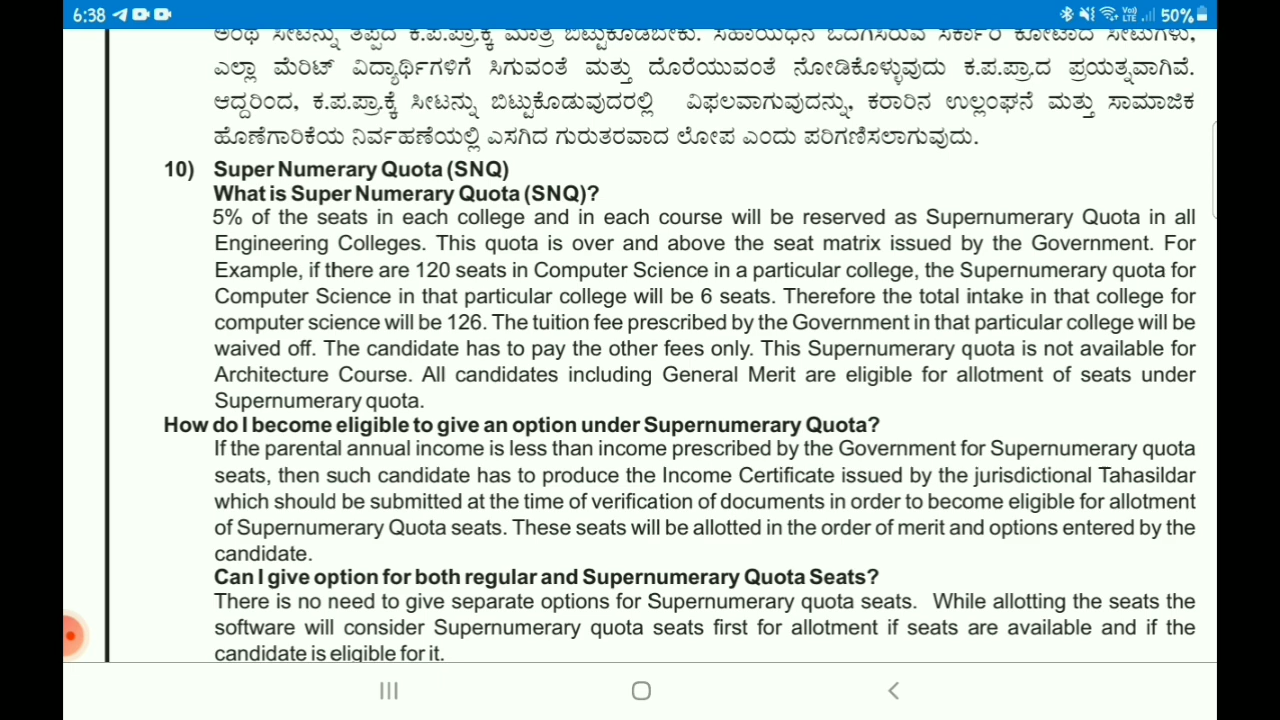 6:38
Vo) LTE 50%
ಅಂಥ ಸೀಟನ್ನು ತಪ್ಪದೆ ಕ.ಪ.ಪ್ರಾ.ಕ್ಕೆ ಮಾತ್ರ ಬಿಟ್ಟುಕೊಡಬೇಕು. ಸಹಾಯಧನ ಒದಗಿಸಿರುವ ಸರ್ಕಾರಿ ಕೋಟಾದ ಸೀಟುಗಳು,
ಎಲ್ಲಾ ಮೆರಿಟ್ ವಿದ್ಯಾರ್ಥಿಗಳಿಗೆ ಸಿಗುವಂತೆ ಮತ್ತು ದೊರೆಯುವಂತೆ ನೋಡಿಕೊಳ್ಳುವುದು ಕ.ಪ.ಪ್ರಾ.ದ ಪ್ರಯತ್ನವಾಗಿದೆ.
ಆದ್ದರಿಂದ, ಕ.ಪ.ಪ್ರಾ.ಕ್ಕೆ ಸೀಟನ್ನು ಬಿಟ್ಟುಕೊಡುವುದರಲ್ಲಿ ವಿಫಲವಾಗುವುದನ್ನು, ಕರಾರಿನ ಉಲ್ಲಂಘನೆ ಮತ್ತು ಸಾಮಾಜಿಕ
ಹೊಣೆಗಾರಿಕೆಯ ನಿರ್ವಹಣೆಯಲ್ಲಿ ಎಸಗಿದ ಗುರುತರವಾದ ಲೋಪ ಎಂದು ಪರಿಗಣಿಸಲಾಗುವುದು.
10) Super Numerary Quota (SNQ)
What is Super Numerary Quota (SNQ)?
5% of the seats in each college and in each course will be reserved as Supernumerary Quota in all
Engineering Colleges. This quota is over and above the seat matrix issued by the Government. For
Example, if there are 120 seats in Computer Science in a particular college, the Supernumerary quota for
Computer Science in that particular college will be 6 seats. Therefore the total intake in that college for
computer science will be 126. The tuition fee prescribed by the Government in that particular college will be
waived off. The candidate has to pay the other fees only. This Supernumerary quota is not available for
Architecture Course. All candidates including General Merit are eligible for allotment of seats under
Supernumerary quota.
How do I become eligible to give an option under Supernumerary Quota?
If the parental annual income is less than income prescribed by the Government for Supernumerary quota
seats, then such candidate has to produce the Income Certificate issued by the jurisdictional Tahasildar
which should be submitted at the time of verification of documents in order to become eligible for allotment
of Supernumerary Quota seats. These seats will be allotted in the order of merit and options entered by the
candidate.
Can I give option for both regular and Supernumerary Quota Seats?
There is no need to give separate options for Supernumerary quota seats. While allotting the seats the
software will consider Supernumerary quota seats first for allotment if seats are available and if the
candidate is eligible for it.